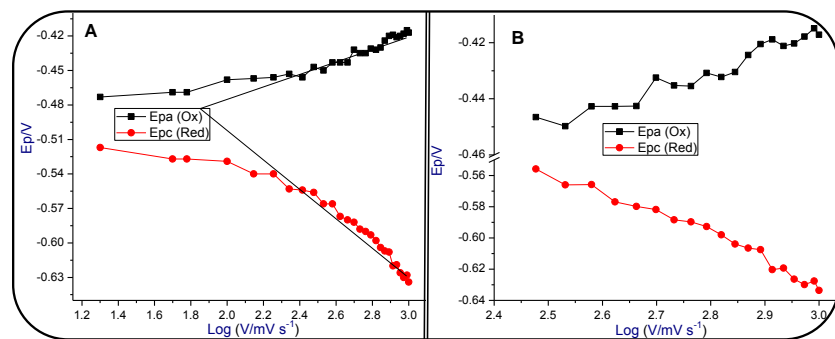 A
-0.42
-0.45
-0.48
-0.51
-0.54
-0.57
-0.60
-0.63
Ep/V
Epa (Ox)
Epc (Red)
1.2 1.4 1.6 1.8 2.0 2.2 2.4 2.6 2.8 3.0
Log (V/mV s⁻¹)
B
-0.42
-0.44
-0.46
-0.56
-0.58
-0.60
-0.62
-0.64
Ep/V
Epa (Ox)
Epc (Red)
2.4 2.5 2.6 2.7 2.8 2.9 3.0
Log (V/mV s⁻¹)